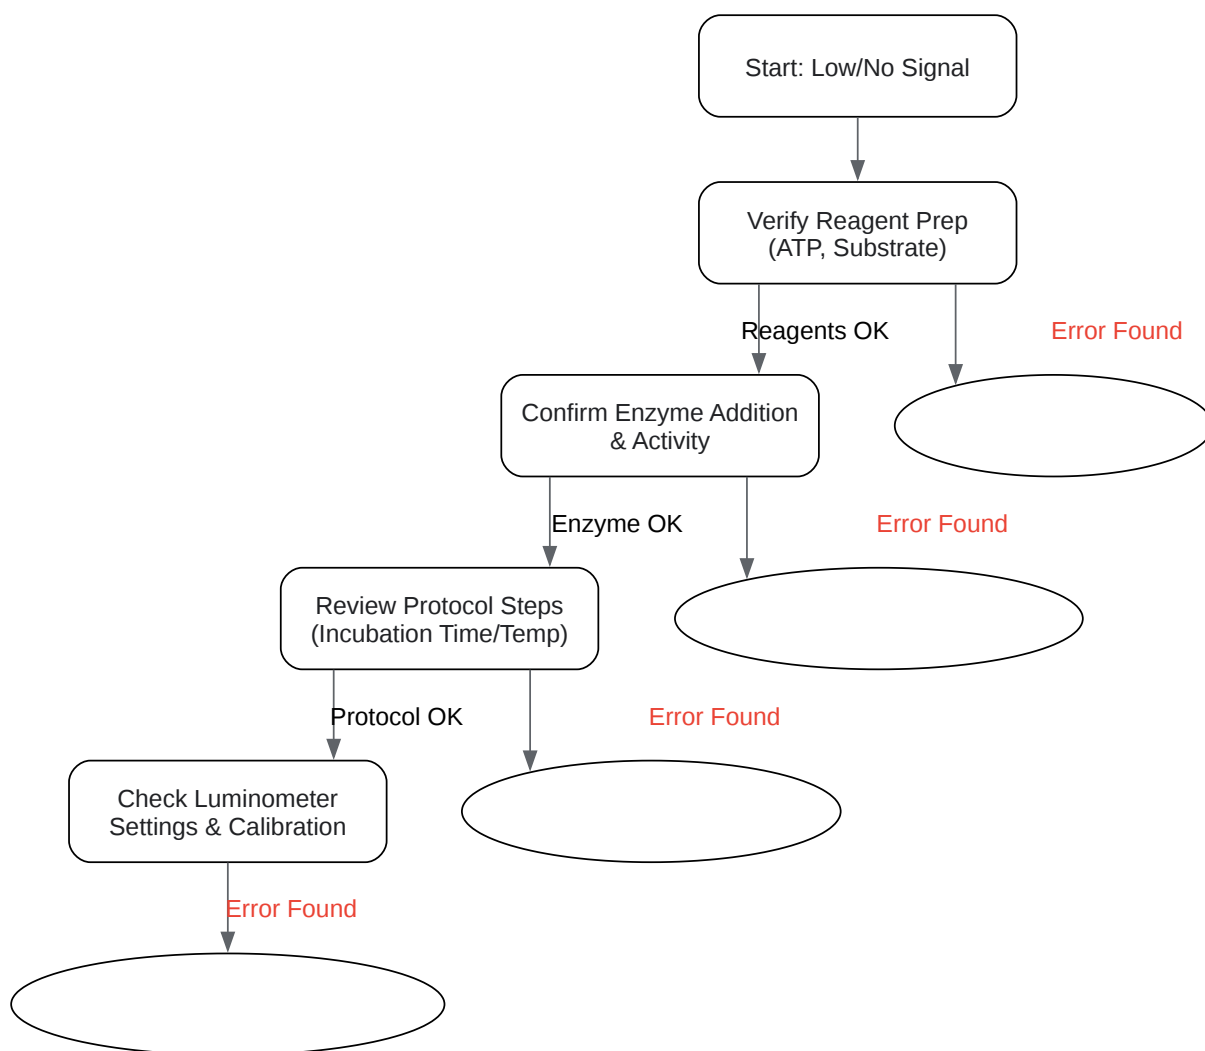 Start: Low/No Signal
Verify Reagent Prep
(ATP, Substrate)
Reagents OK
Error Found
Confirm Enzyme Addition
& Activity
Enzyme OK
Error Found
Review Protocol Steps
(Incubation Time/Temp)
Protocol OK
Error Found
Check Luminometer
Settings & Calibration
Error Found